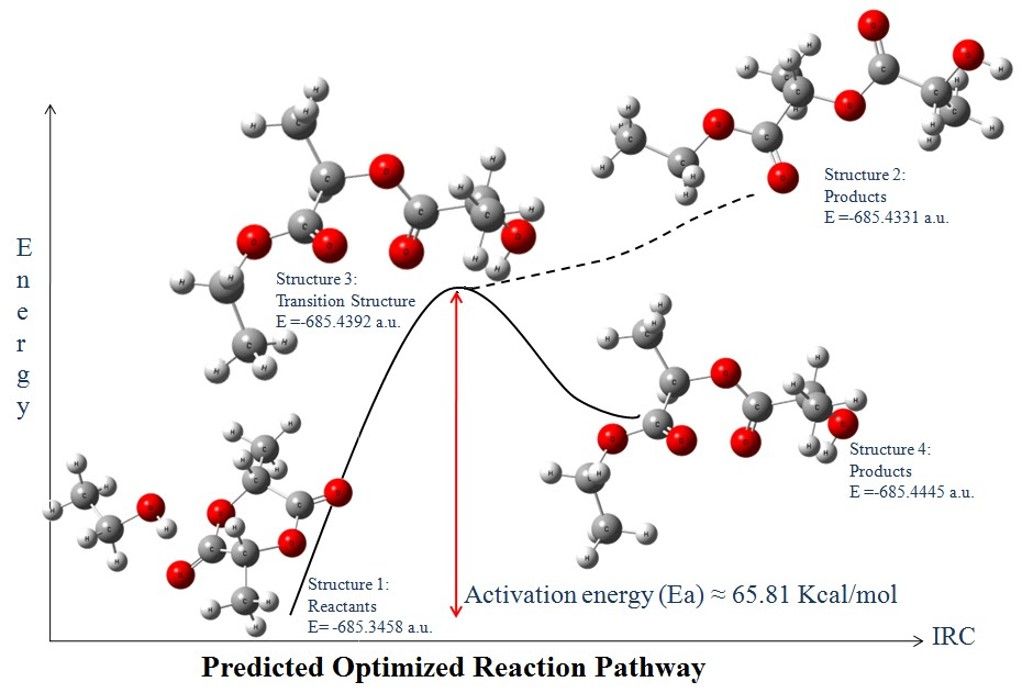 Structure 2:
Products
E =-685.4331 a.u.
Energy
Structure 3:
Transition Structure
E =-685.4392 a.u.
Structure 4:
Products
E =-685.4445 a.u.
Structure 1:
Reactants
E= -685.3458 a.u.
Activation energy (Ea) ≈ 65.81 Kcal/mol
IRC
Predicted Optimized Reaction Pathway